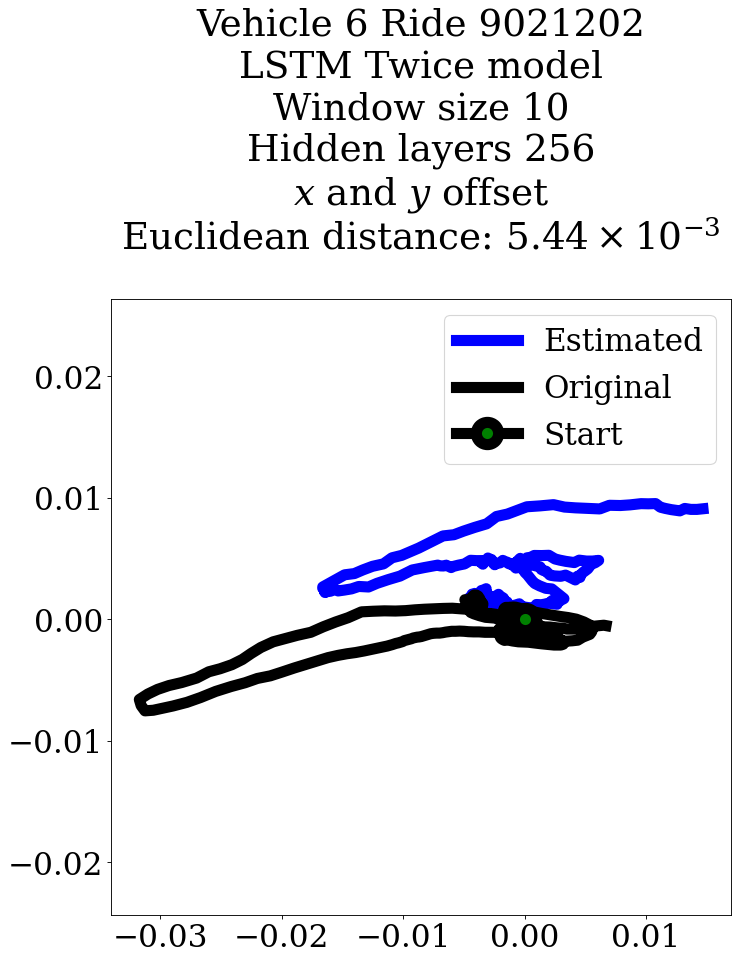 Vehicle 6 Ride 9021202
LSTM Twice model
Window size 10
Hidden layers 256
x and y offset
Euclidean distance: 5.44 × 10⁻³
Estimated
Original
Start
0.02
0.01
0.00
−0.01
−0.02
−0.03 −0.02 −0.01 0.00 0.01